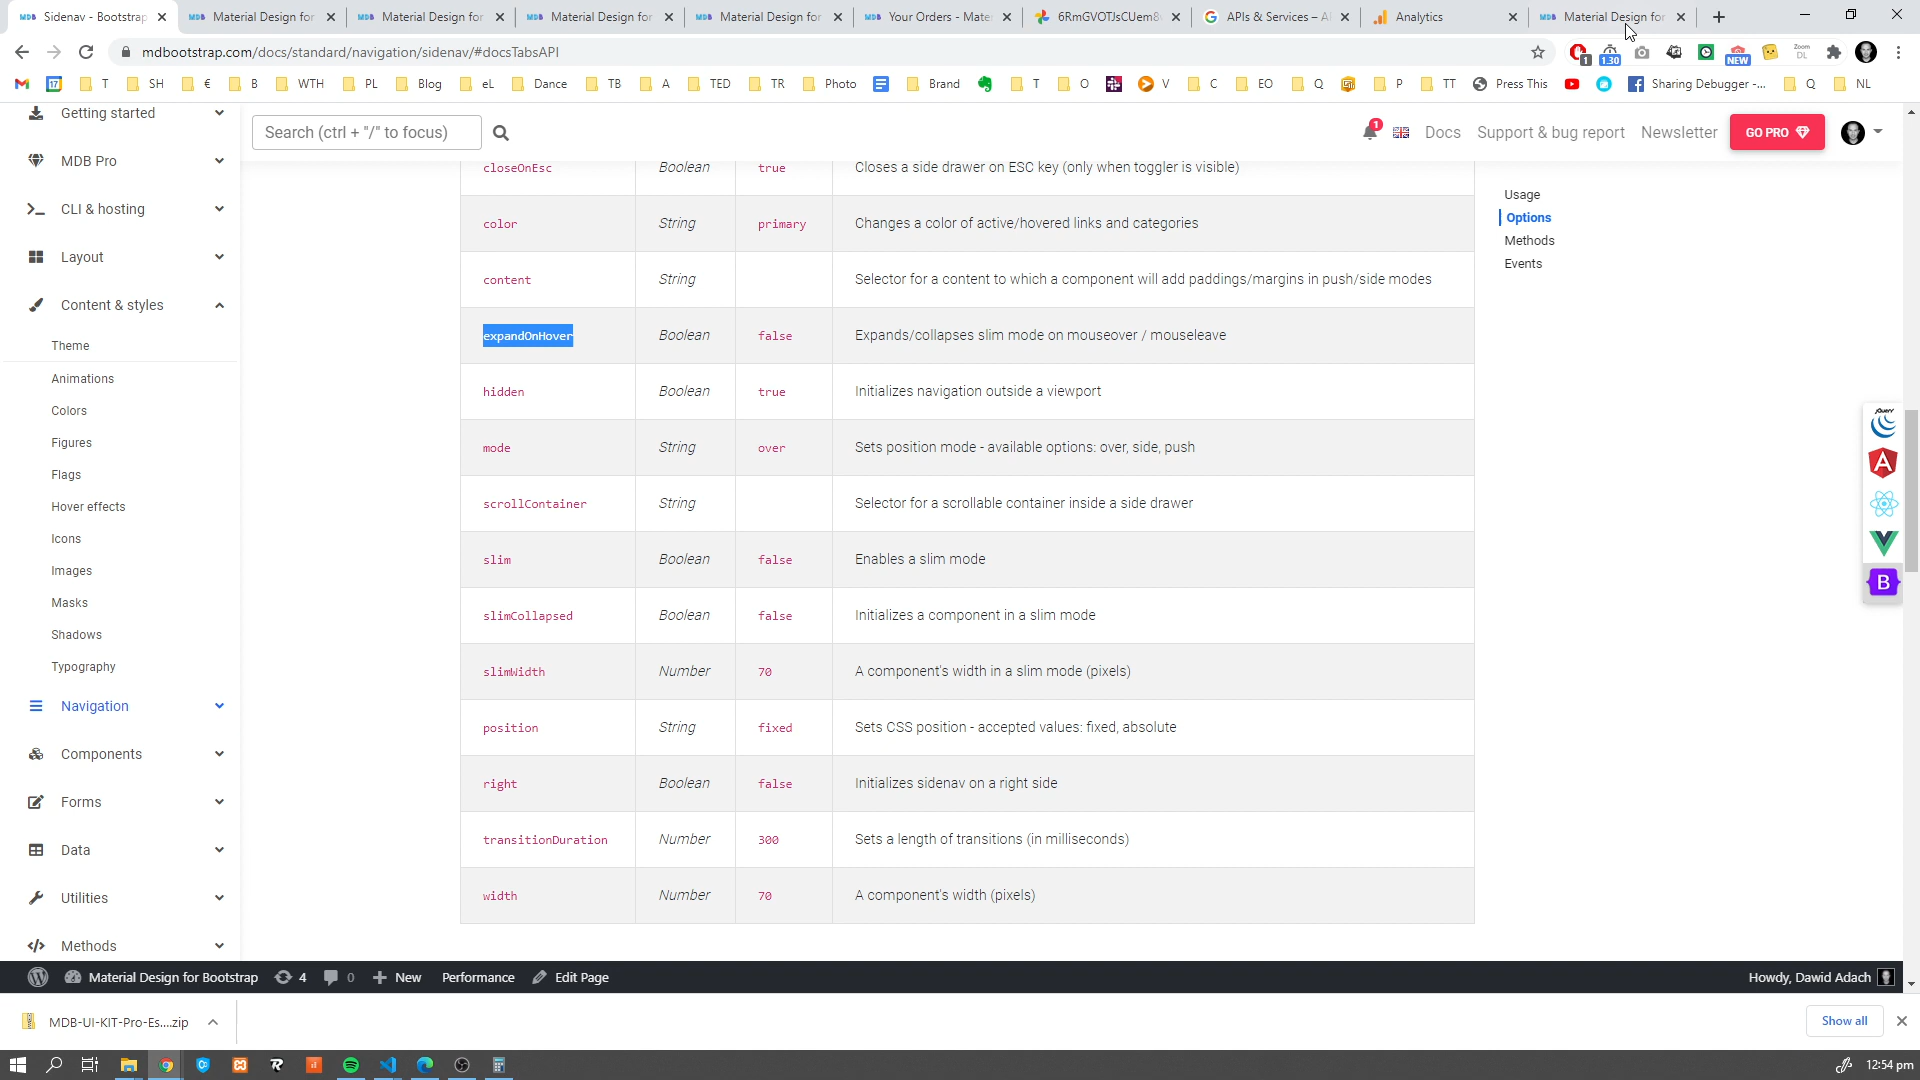 Sidenav - Bootstrap
Material Design for
Material Design for
Material Design for
Material Design for
Your Orders - Mate
6RmGVOTJsCUem8
APIs & Services – A
Analytics
Material Design for
mdbootstrap.com/docs/standard/navigation/sidenav/#docsTabsAPI
1
1.30
NEW
Zoom
DL
T
SH
€
B
WTH
PL
Blog
eL
Dance
TB
A
TED
TR
Photo
Brand
T
O
V
C
EO
Q
P
TT
Press This
Sharing Debugger -...
Q
NL
Getting started
MDB Pro
CLI & hosting
Layout
Content & styles
Theme
Animations
Colors
Figures
Flags
Hover effects
Icons
Images
Masks
Shadows
Typography
Navigation
Components
Forms
Data
Utilities
Methods
Search (ctrl + "/" to focus)
1
Docs
Support & bug report
Newsletter
GO PRO
closeOnEsc Boolean true Closes a side drawer on ESC key (only when toggler is visible)
color String primary Changes a color of active/hovered links and categories
content String Selector for a content to which a component will add paddings/margins in push/side modes
expandOnHover Boolean false Expands/collapses slim mode on mouseover / mouseleave
hidden Boolean true Initializes navigation outside a viewport
mode String over Sets position mode - available options: over, side, push
scrollContainer String Selector for a scrollable container inside a side drawer
slim Boolean false Enables a slim mode
slimCollapsed Boolean false Initializes a component in a slim mode
slimWidth Number 70 A component's width in a slim mode (pixels)
position String fixed Sets CSS position - accepted values: fixed, absolute
right Boolean false Initializes sidenav on a right side
transitionDuration Number 300 Sets a length of transitions (in milliseconds)
width Number 70 A component's width (pixels)
Usage
Options
Methods
Events
jQuery
B
Material Design for Bootstrap
4
0
New
Performance
Edit Page
Howdy, Dawid Adach
MDB-UI-KIT-Pro-Es....zip
Show all
12:54 pm